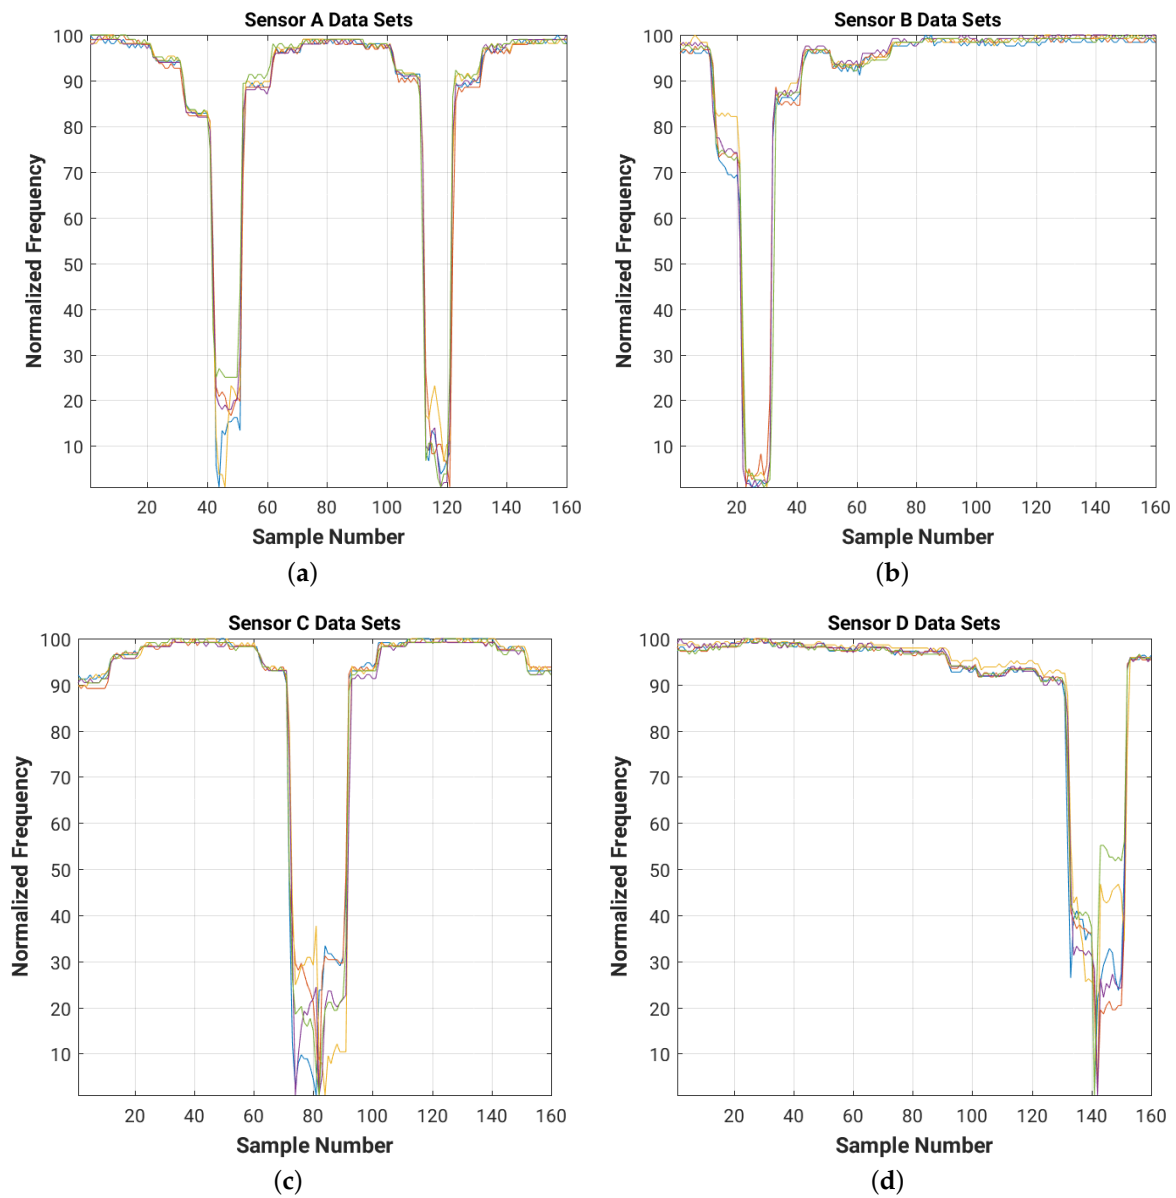 Sensor A Data Sets
100
90
80
70
60
50
40
30
20
10
Normalized Frequency
20 40 60 80 100 120 140 160
Sample Number
(a)
Sensor B Data Sets
100
90
80
70
60
50
40
30
20
10
Normalized Frequency
20 40 60 80 100 120 140 160
Sample Number
(b)
Sensor C Data Sets
100
90
80
70
60
50
40
30
20
10
Normalized Frequency
20 40 60 80 100 120 140 160
Sample Number
(c)
Sensor D Data Sets
100
90
80
70
60
50
40
30
20
10
Normalized Frequency
20 40 60 80 100 120 140 160
Sample Number
(d)